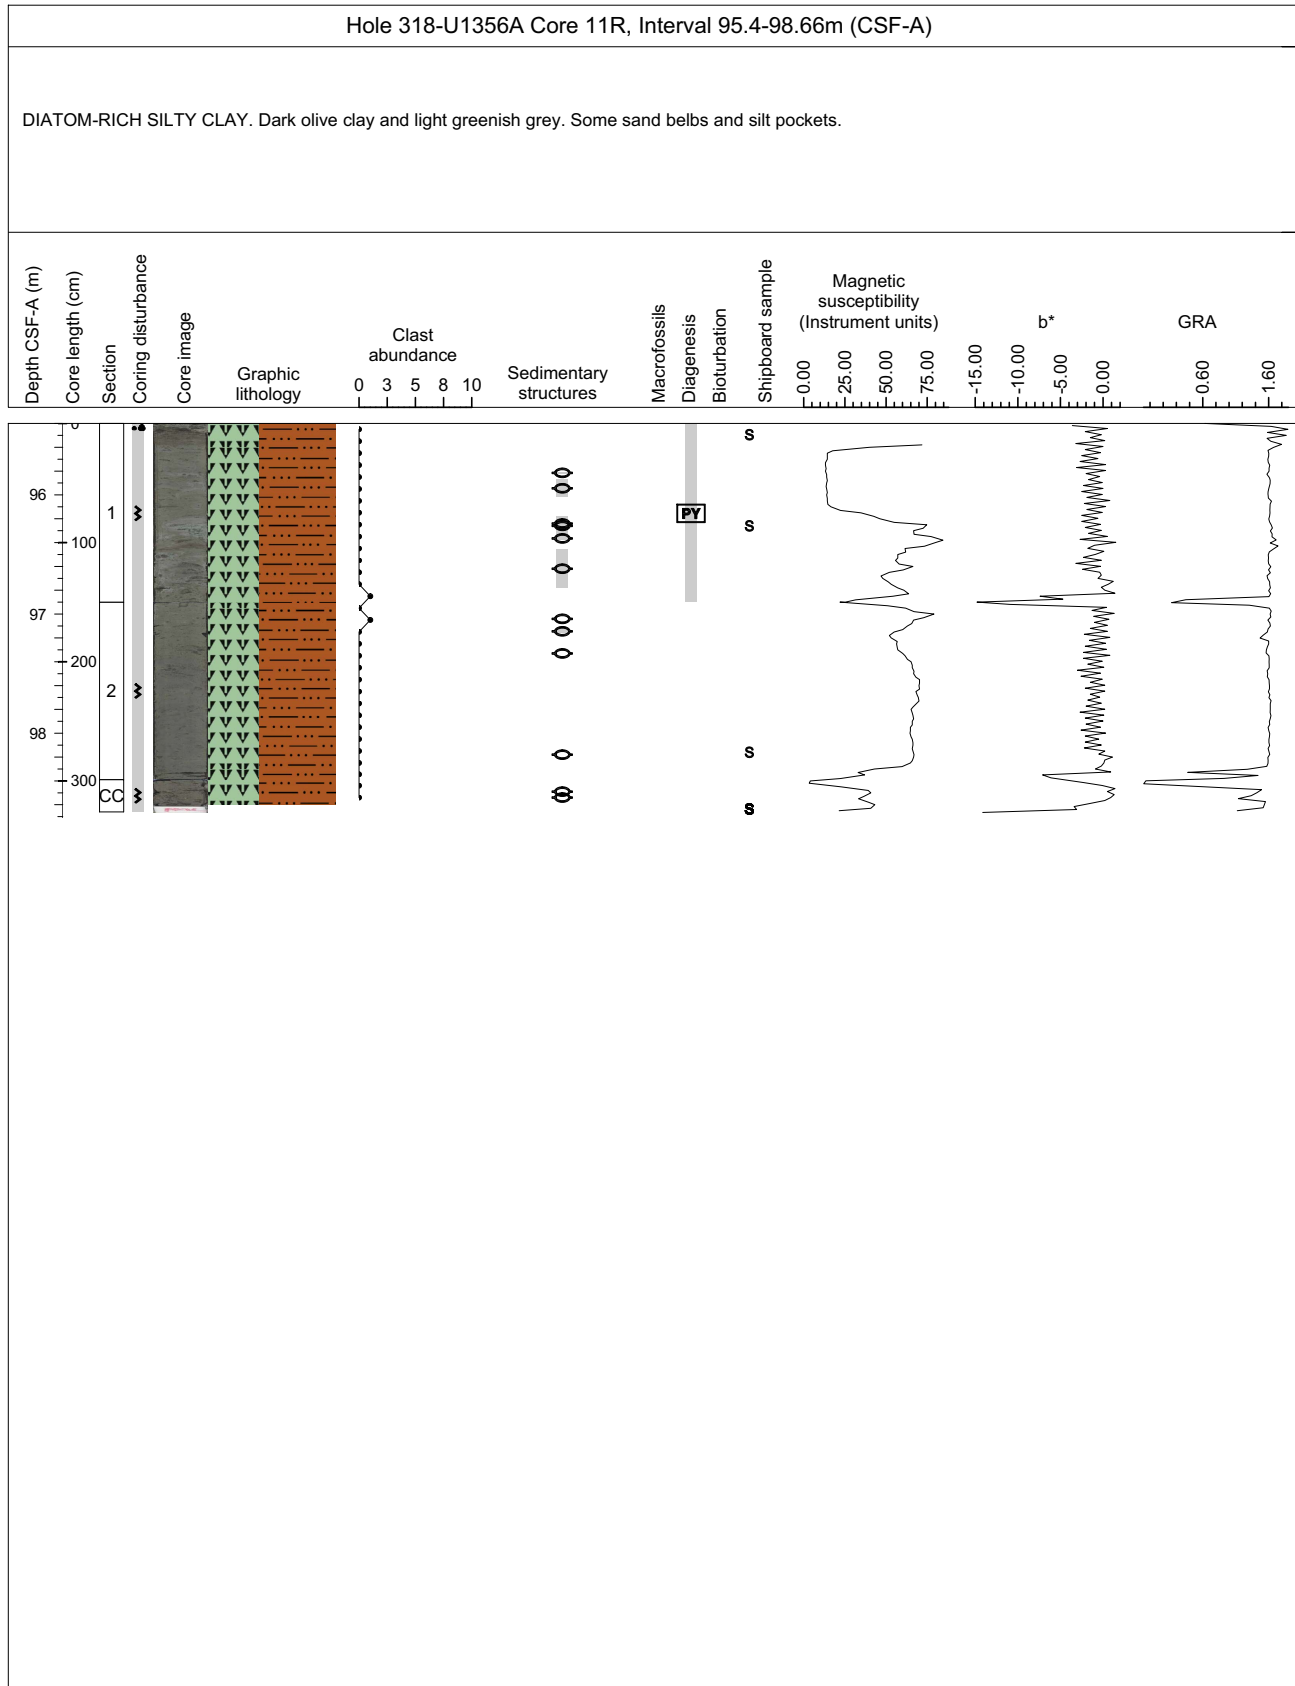 Hole 318-U1356A Core 11R, Interval 95.4-98.66m (CSF-A)
DIATOM-RICH SILTY CLAY. Dark olive clay and light greenish grey. Some sand belbs and silt pockets.
Depth CSF-A (m)
Core length (cm)
Section
Coring disturbance
Core image
Graphic
lithology
Clast
abundance
0 3 5 8 10
Sedimentary
structures
Macrofossils
Diagenesis
Bioturbation
Shipboard sample
Magnetic
susceptibility
(Instrument units)
0.00 25.00 50.00 75.00
b*
-15.00 -10.00 -5.00 0.00
GRA
0.60 1.60
0
S
96
1
PY
S
100
97
200
2
98
S
300
CC
S